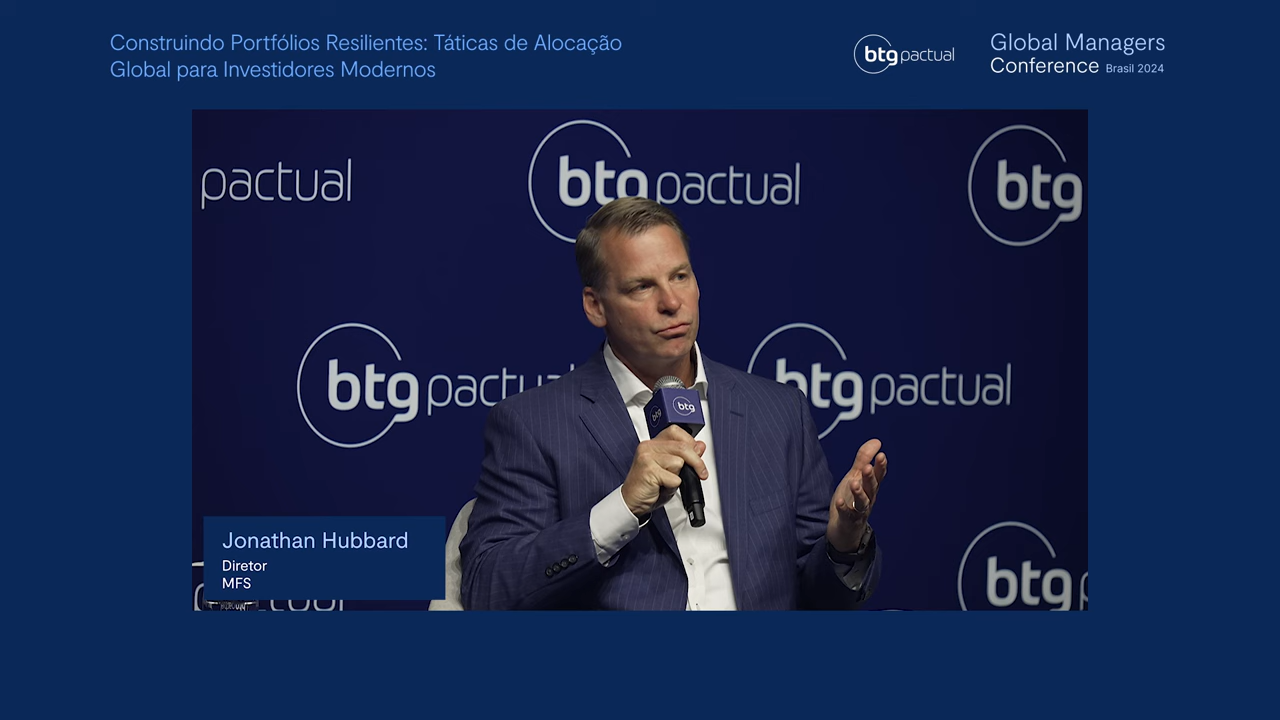 Construindo Portfólios Resilientes: Táticas de Alocação
Global para Investidores Modernos
btg pactual
Global Managers
Conference Brasil 2024
pactual
btg pactual
btg
btg pactual
btg pactual
btg
btg
Jonathan Hubbard
Diretor
MFS
btg
pactual